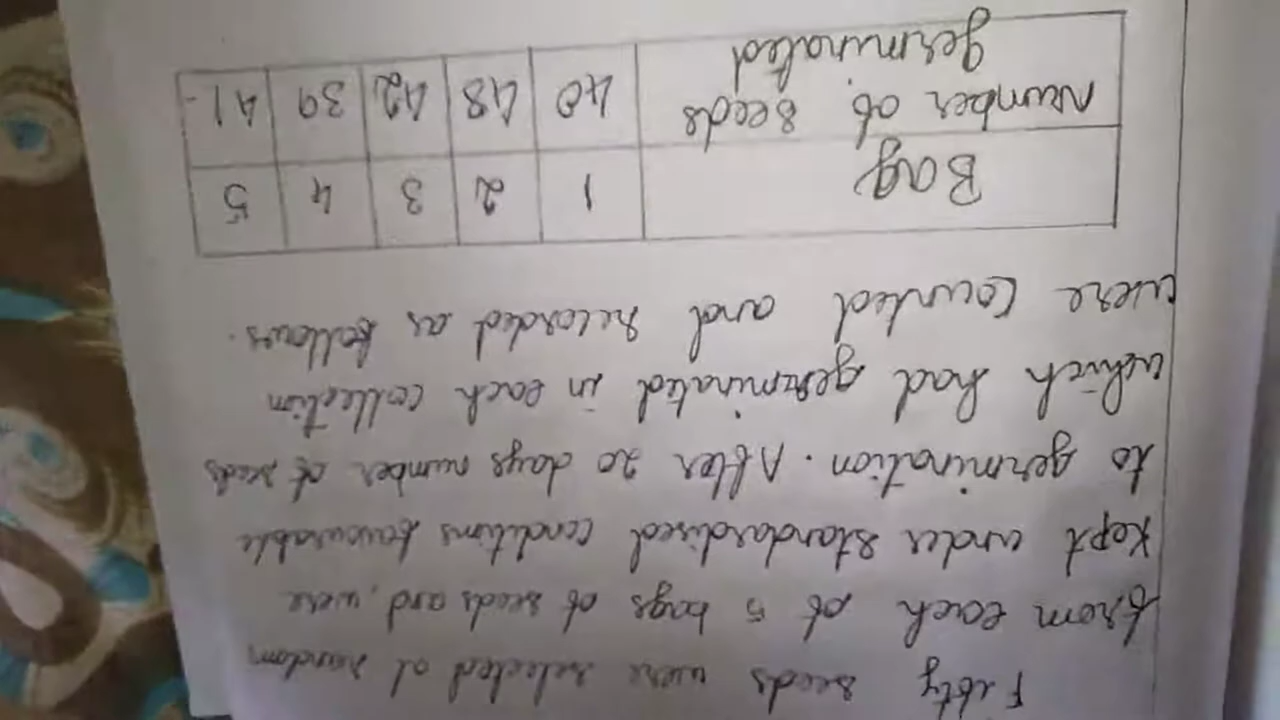 Fifty seeds were selected at random
from each of 5 bags of seeds and were
kept under standardised conditions favourable
to germination. After 20 days number of seeds
which had germinated in each collection
were counted and recorded as follows.
Bag 1 2 3 4 5
number of seeds germinated 40 48 42 39 41